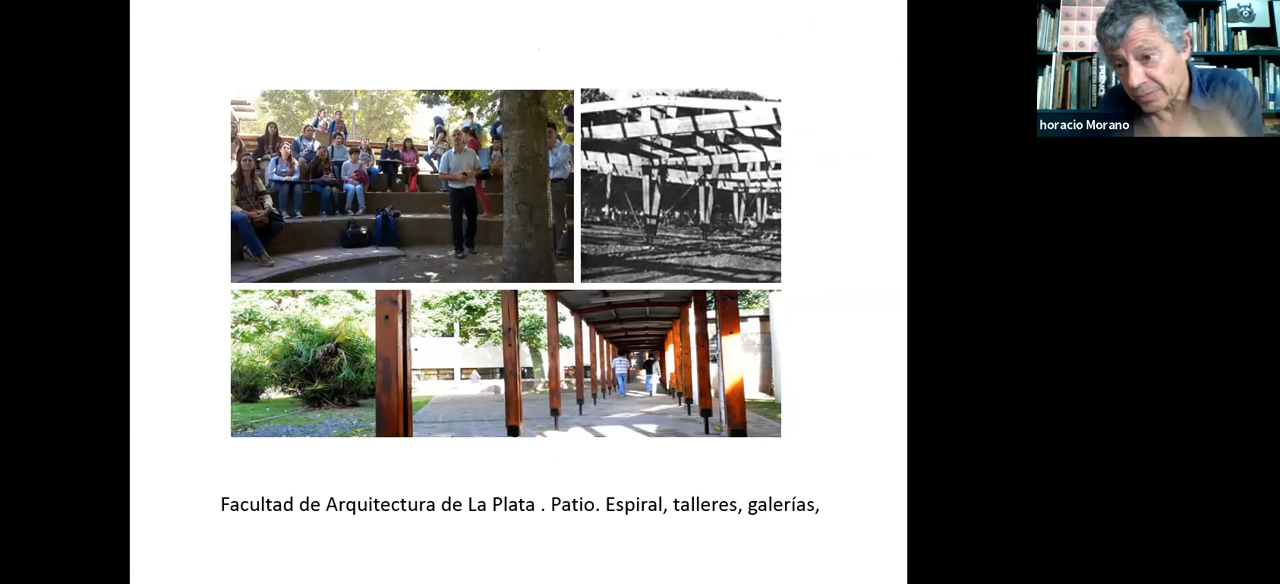 horacio Morano
Facultad de Arquitectura de La Plata . Patio. Espiral, talleres, galerías,